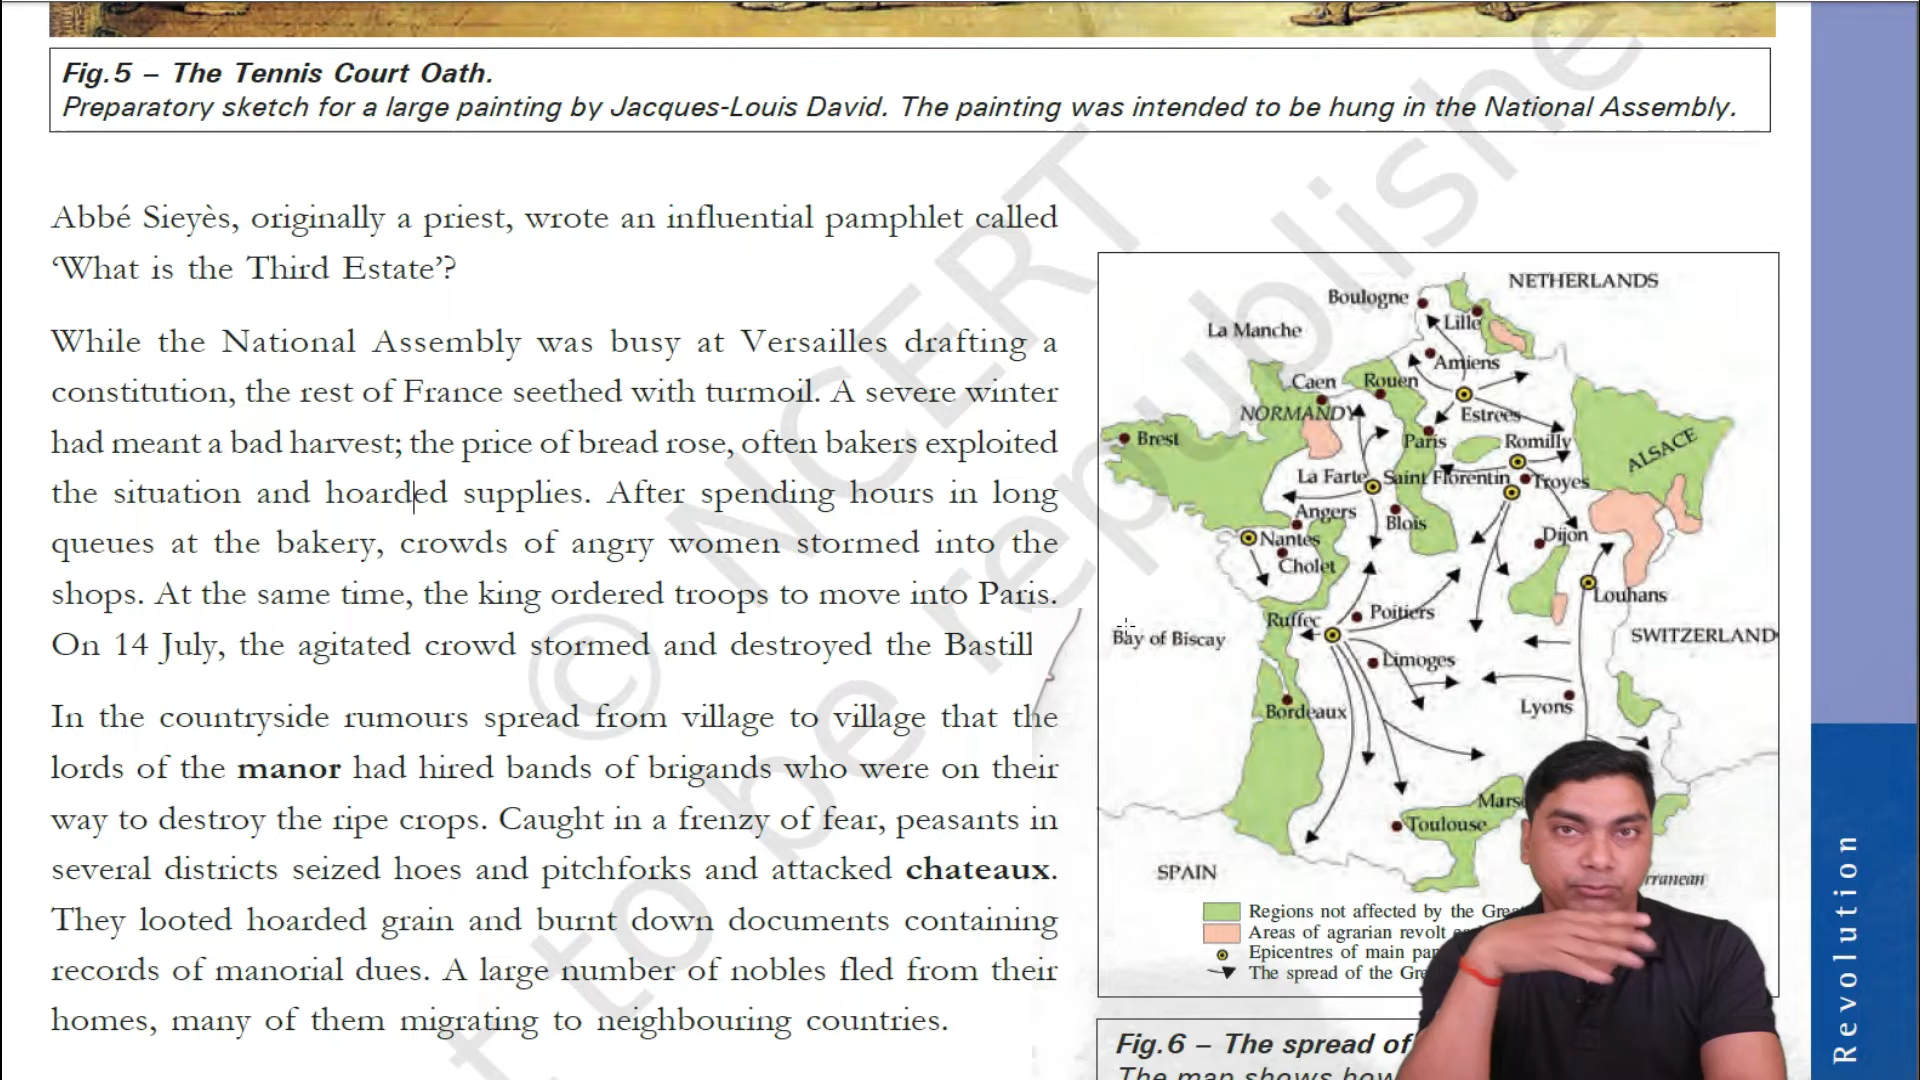 Fig.5 – The Tennis Court Oath.
Preparatory sketch for a large painting by Jacques-Louis David. The painting was intended to be hung in the National Assembly.
Abbé Sieyès, originally a priest, wrote an influential pamphlet called
‘What is the Third Estate’?
While the National Assembly was busy at Versailles drafting a
constitution, the rest of France seethed with turmoil. A severe winter
had meant a bad harvest; the price of bread rose, often bakers exploited
the situation and hoarded supplies. After spending hours in long
queues at the bakery, crowds of angry women stormed into the
shops. At the same time, the king ordered troops to move into Paris.
On 14 July, the agitated crowd stormed and destroyed the Bastill
In the countryside rumours spread from village to village that the
lords of the manor had hired bands of brigands who were on their
way to destroy the ripe crops. Caught in a frenzy of fear, peasants in
several districts seized hoes and pitchforks and attacked chateaux.
They looted hoarded grain and burnt down documents containing
records of manorial dues. A large number of nobles fled from their
homes, many of them migrating to neighbouring countries.
NETHERLANDS
Boulogne
La Manche
Lille
Amiens
Caen
Rouen
NORMANDY
Estrees
Brest
Paris
Romilly
ALSACE
La Farte
Saint Florentin
Troyes
Angers
Blois
Nantes
Dijon
Cholet
Louhans
Ruffec
Poitiers
Bay of Biscay
SWITZERLAND
Limoges
Lyons
Bordeaux
Toulouse
SPAIN
Regions not affected by the
Areas of agrarian revolt
Epicentres of main
The spread of the
Fig.6 – The spread of
The map shows how
Revolution
© NCERT
not to be republished